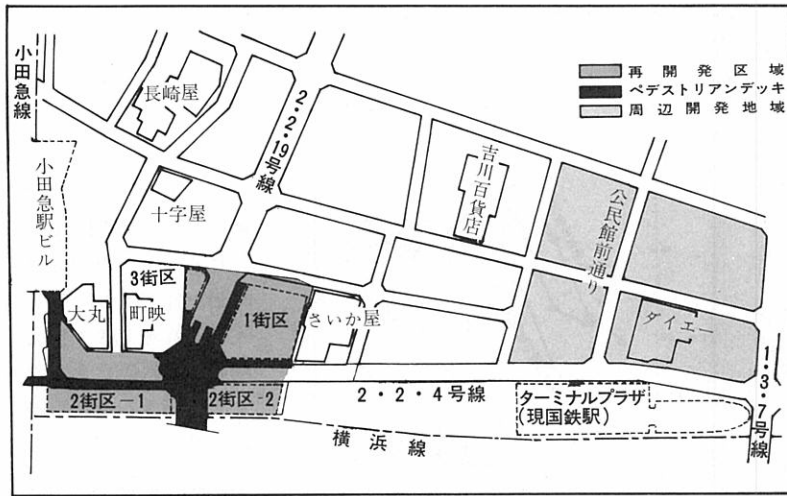 小田急線
長崎屋
2・2・19号線
再開発区域
ペデストリアンデッキ
周辺開発地域
小田急駅ビル
十字屋
吉川百貨店
公民館前通り
3街区
大丸
町映
1街区
さいか屋
ダイエー
2街区-1
2街区-2
2・2・4号線
ターミナルプラザ
(現国鉄駅)
1・3・7号線
横浜線